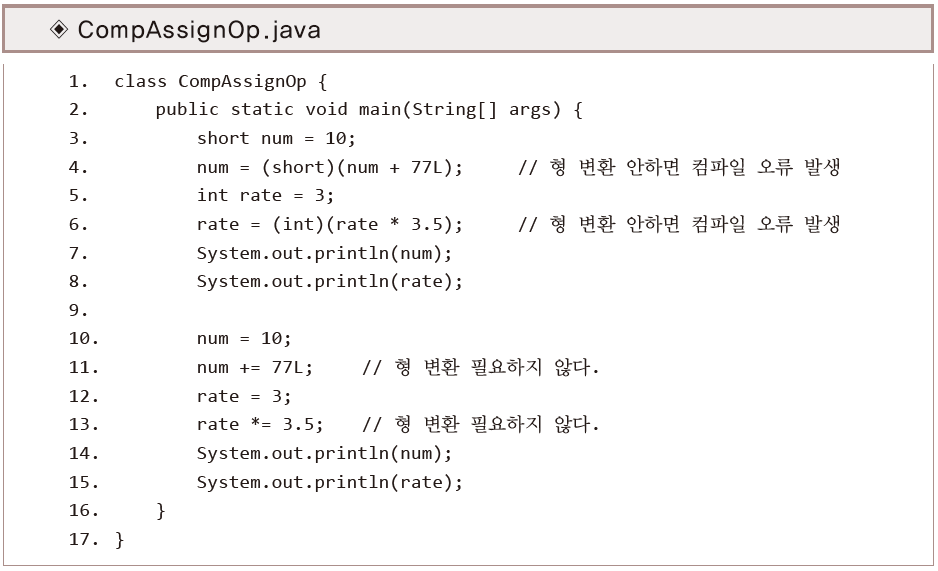 ◈ CompAssignOp.java
1. class CompAssignOp {
2.     public static void main(String[] args) {
3.         short num = 10;
4.         num = (short)(num + 77L);     // 형 변환 안하면 컴파일 오류 발생
5.         int rate = 3;
6.         rate = (int)(rate * 3.5);     // 형 변환 안하면 컴파일 오류 발생
7.         System.out.println(num);
8.         System.out.println(rate);
9.
10.         num = 10;
11.         num += 77L;    // 형 변환 필요하지 않다.
12.         rate = 3;
13.         rate *= 3.5;   // 형 변환 필요하지 않다.
14.         System.out.println(num);
15.         System.out.println(rate);
16.     }
17. }